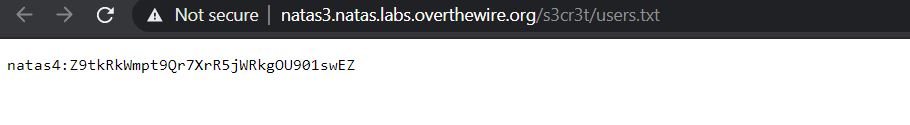 Not secure | natas3.natas.labs.overthewire.org/s3cr3t/users.txt
natas4:Z9tkRkWmpt9Qr7XrR5jWRkgOU901swEZ